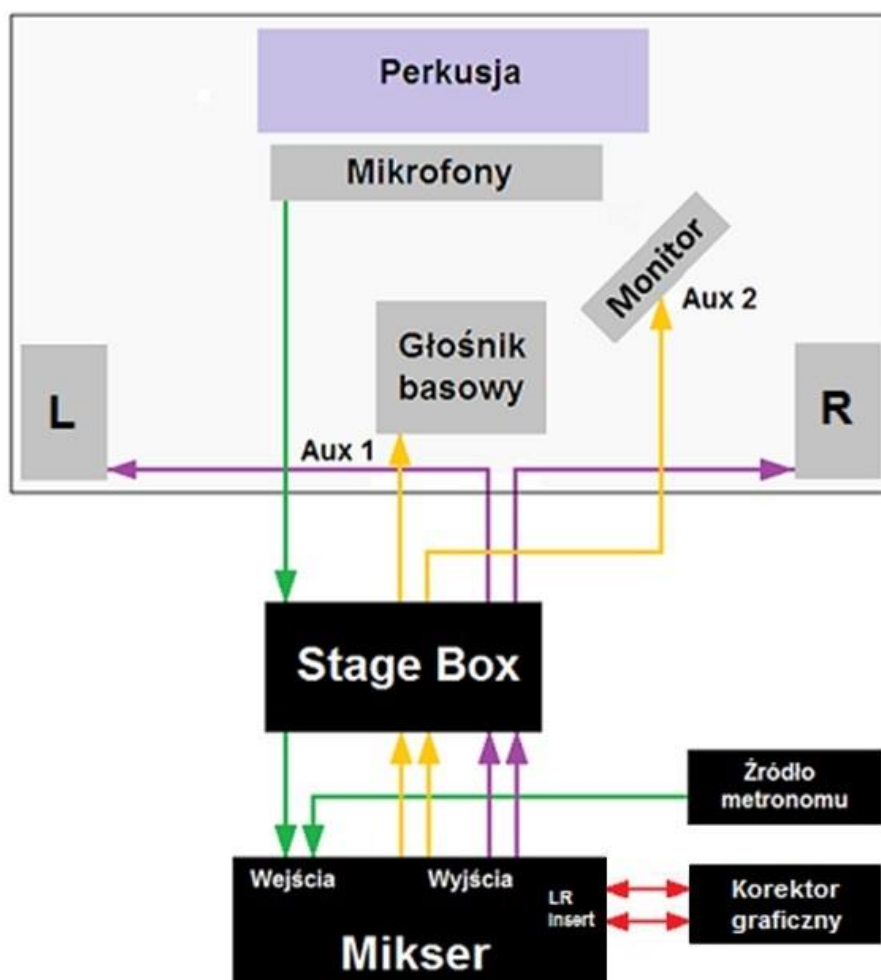 Perkusja
Mikrofony
Monitor
Aux 2
Głośnik
basowy
L
R
Aux 1
Stage Box
Źródło
metronomu
Wejścia
Wyjścia
LR
Insert
Korektor
graficzny
Mikser